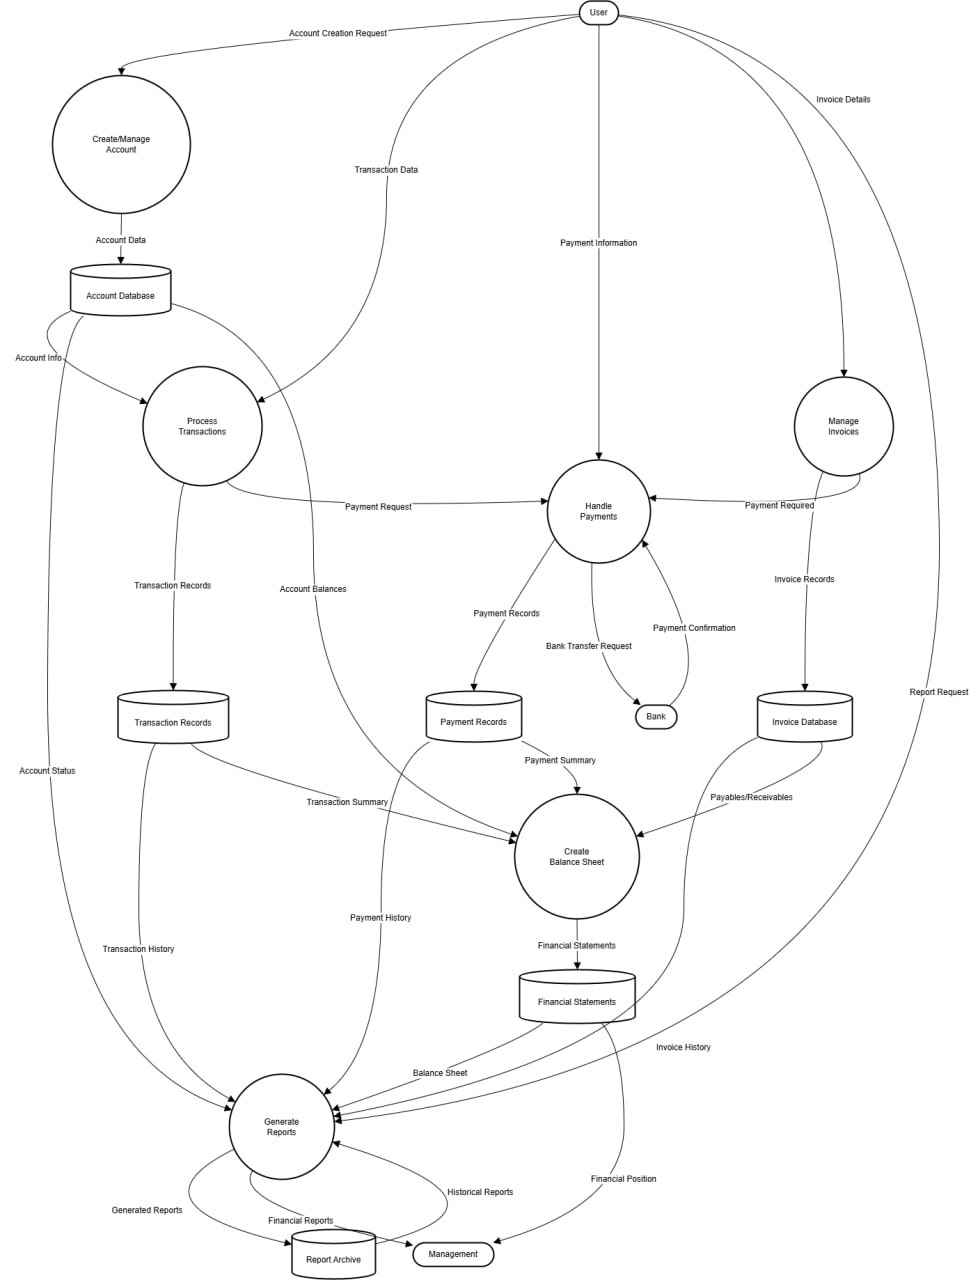 User
Account Creation Request
Invoice Details
Create/Manage
Account
Transaction Data
Account Data
Payment Information
Account Database
Account Info
Process
Transactions
Manage
Invoices
Payment Request
Handle
Payments
Payment Required
Transaction Records
Account Balances
Invoice Records
Payment Records
Payment Confirmation
Bank Transfer Request
Report Request
Transaction Records
Payment Records
Bank
Invoice Database
Payment Summary
Account Status
Transaction Summary
Payables/Receivables
Create
Balance Sheet
Payment History
Transaction History
Financial Statements
Financial Statements
Invoice History
Balance Sheet
Generate
Reports
Financial Position
Historical Reports
Generated Reports
Financial Reports
Report Archive
Management